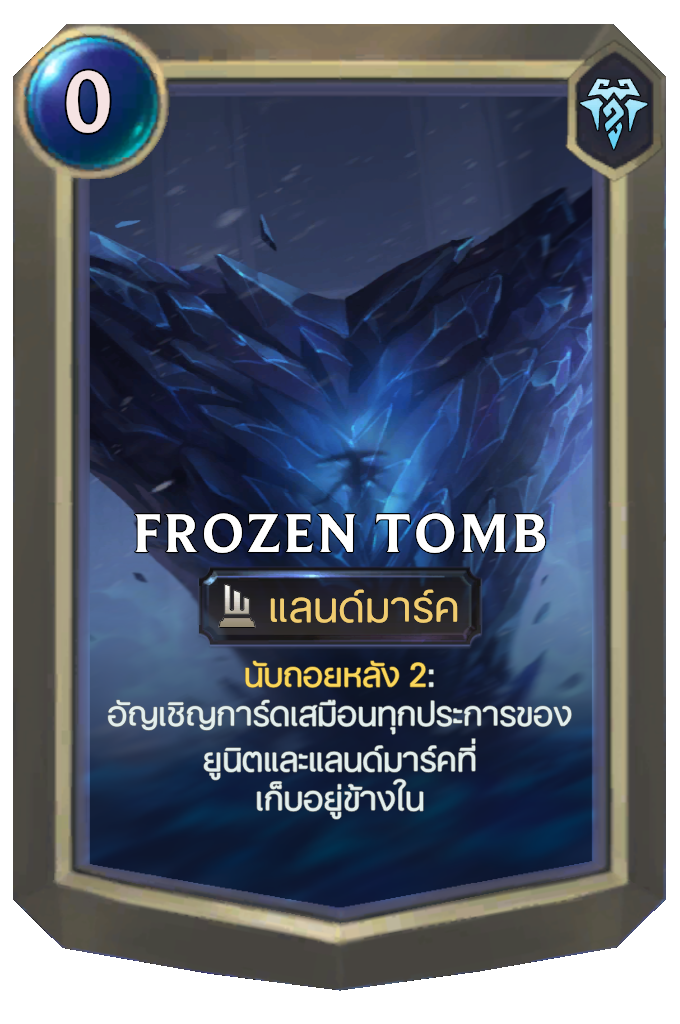 0
FROZEN TOMB
แลนด์มาร์ค
นับถอยหลัง 2:
อัญเชิญการ์ดเสมือนทุกประการของ
ยูนิตและแลนด์มาร์คที่
เก็บอยู่ข้างใน